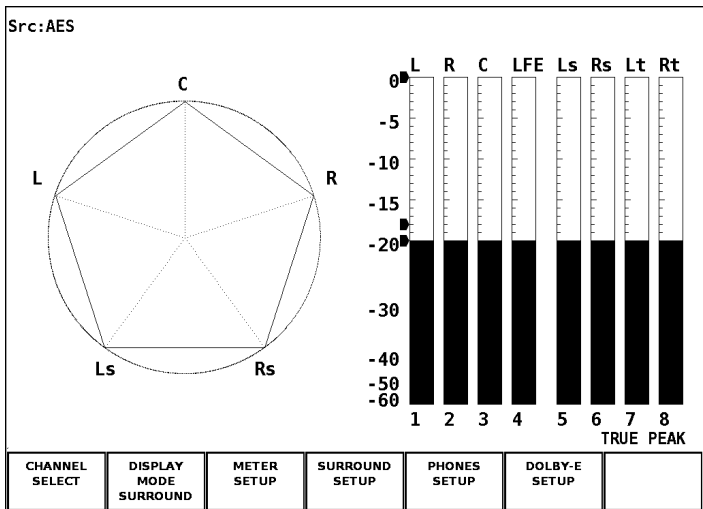 Src:AES
C
L
R
Ls
Rs
L R C LFE Ls Rs Lt Rt
0
-5
-10
-15
-20
-30
-40
-50
-60
1 2 3 4 5 6 7 8
TRUE PEAK
CHANNEL
SELECT
DISPLAY
MODE
SURROUND
METER
SETUP
SURROUND
SETUP
PHONES
SETUP
DOLBY-E
SETUP